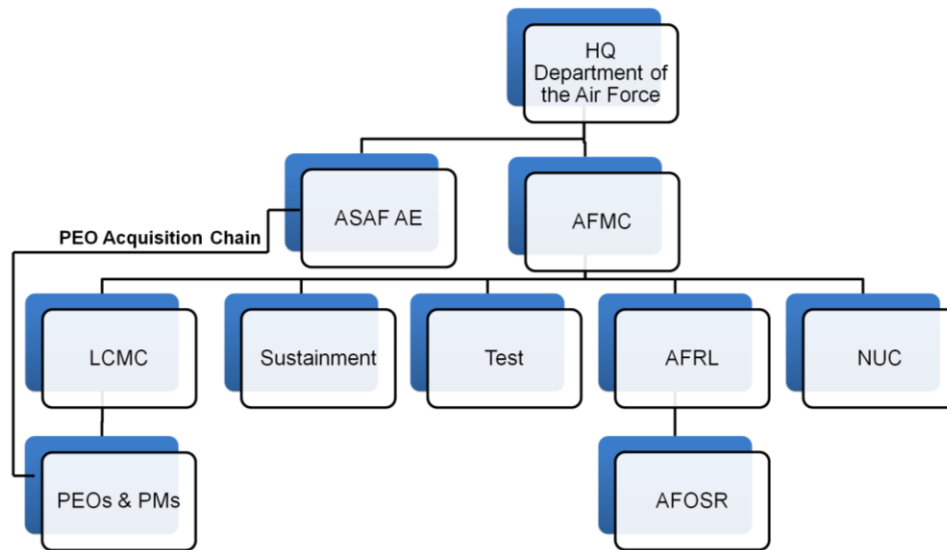 HQ
Department of
the Air Force
ASAF AE
AFMC
PEO Acquisition Chain
LCMC
Sustainment
Test
AFRL
NUC
PEOs & PMs
AFOSR